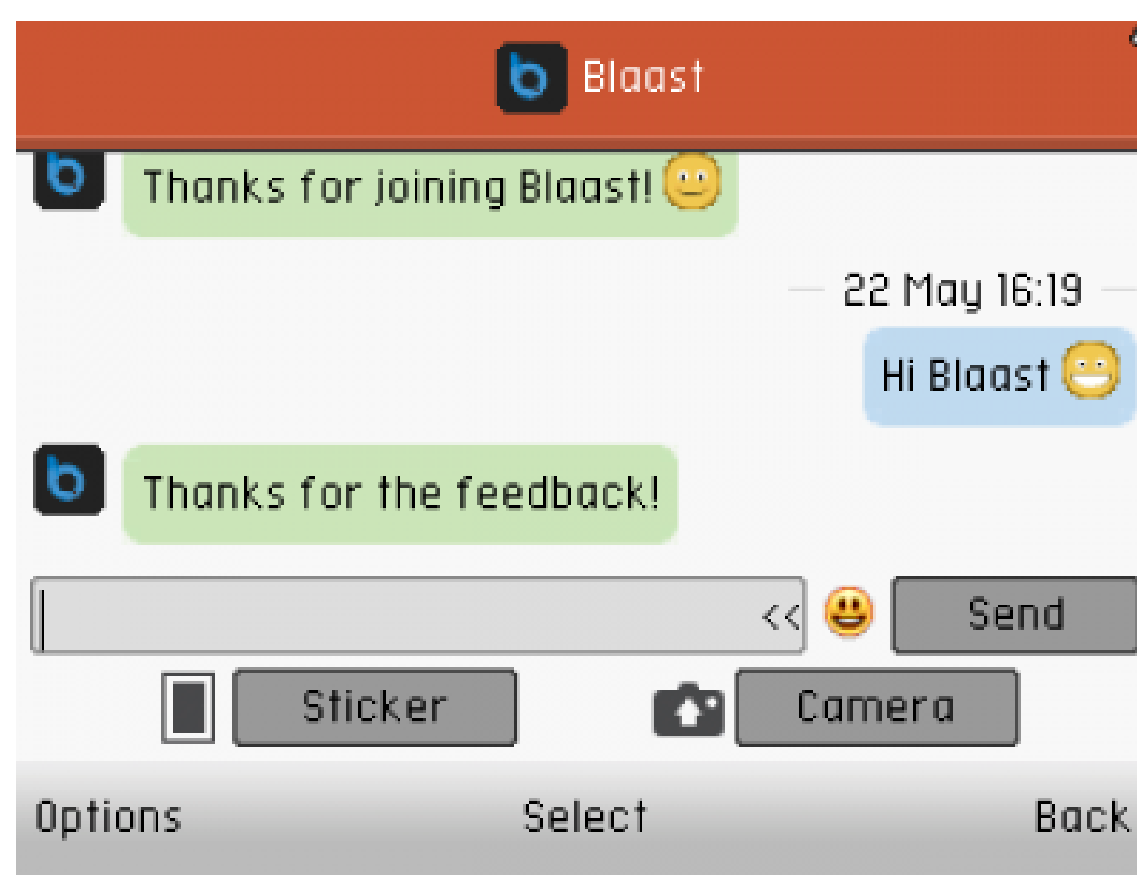 Blaast
Thanks for joining Blaast!
22 May 16:19
Hi Blaast
Thanks for the feedback!
<< Send
Sticker Camera
Options Select Back